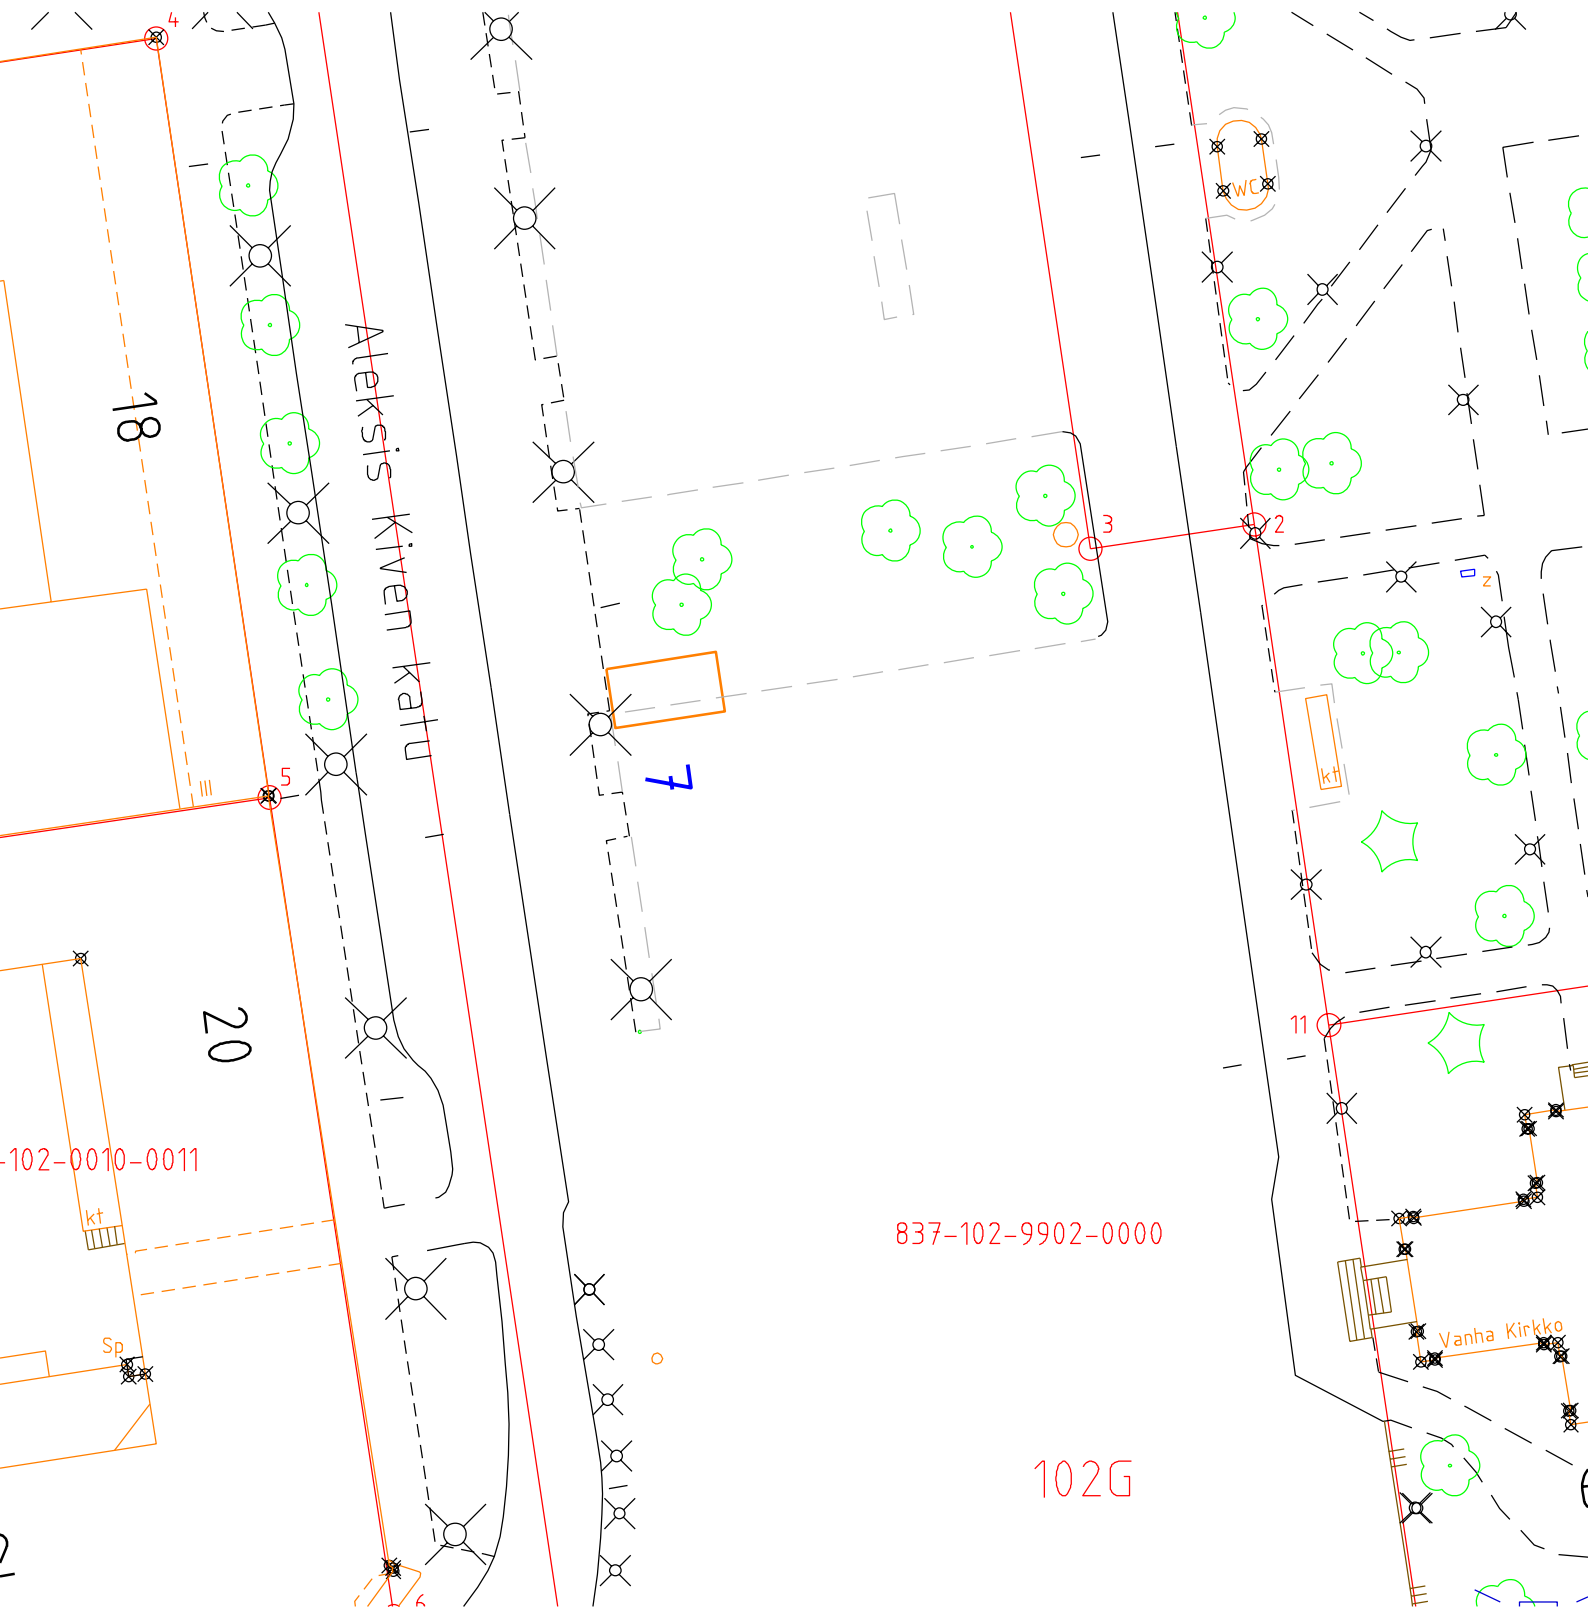 4
WC
18
Aleksis Kiven katu
3
2
z
5
III
kt
7
11
20
-102-0010-0011
kt
837-102-9902-0000
Sp
Vanha Kirkko
102G
6